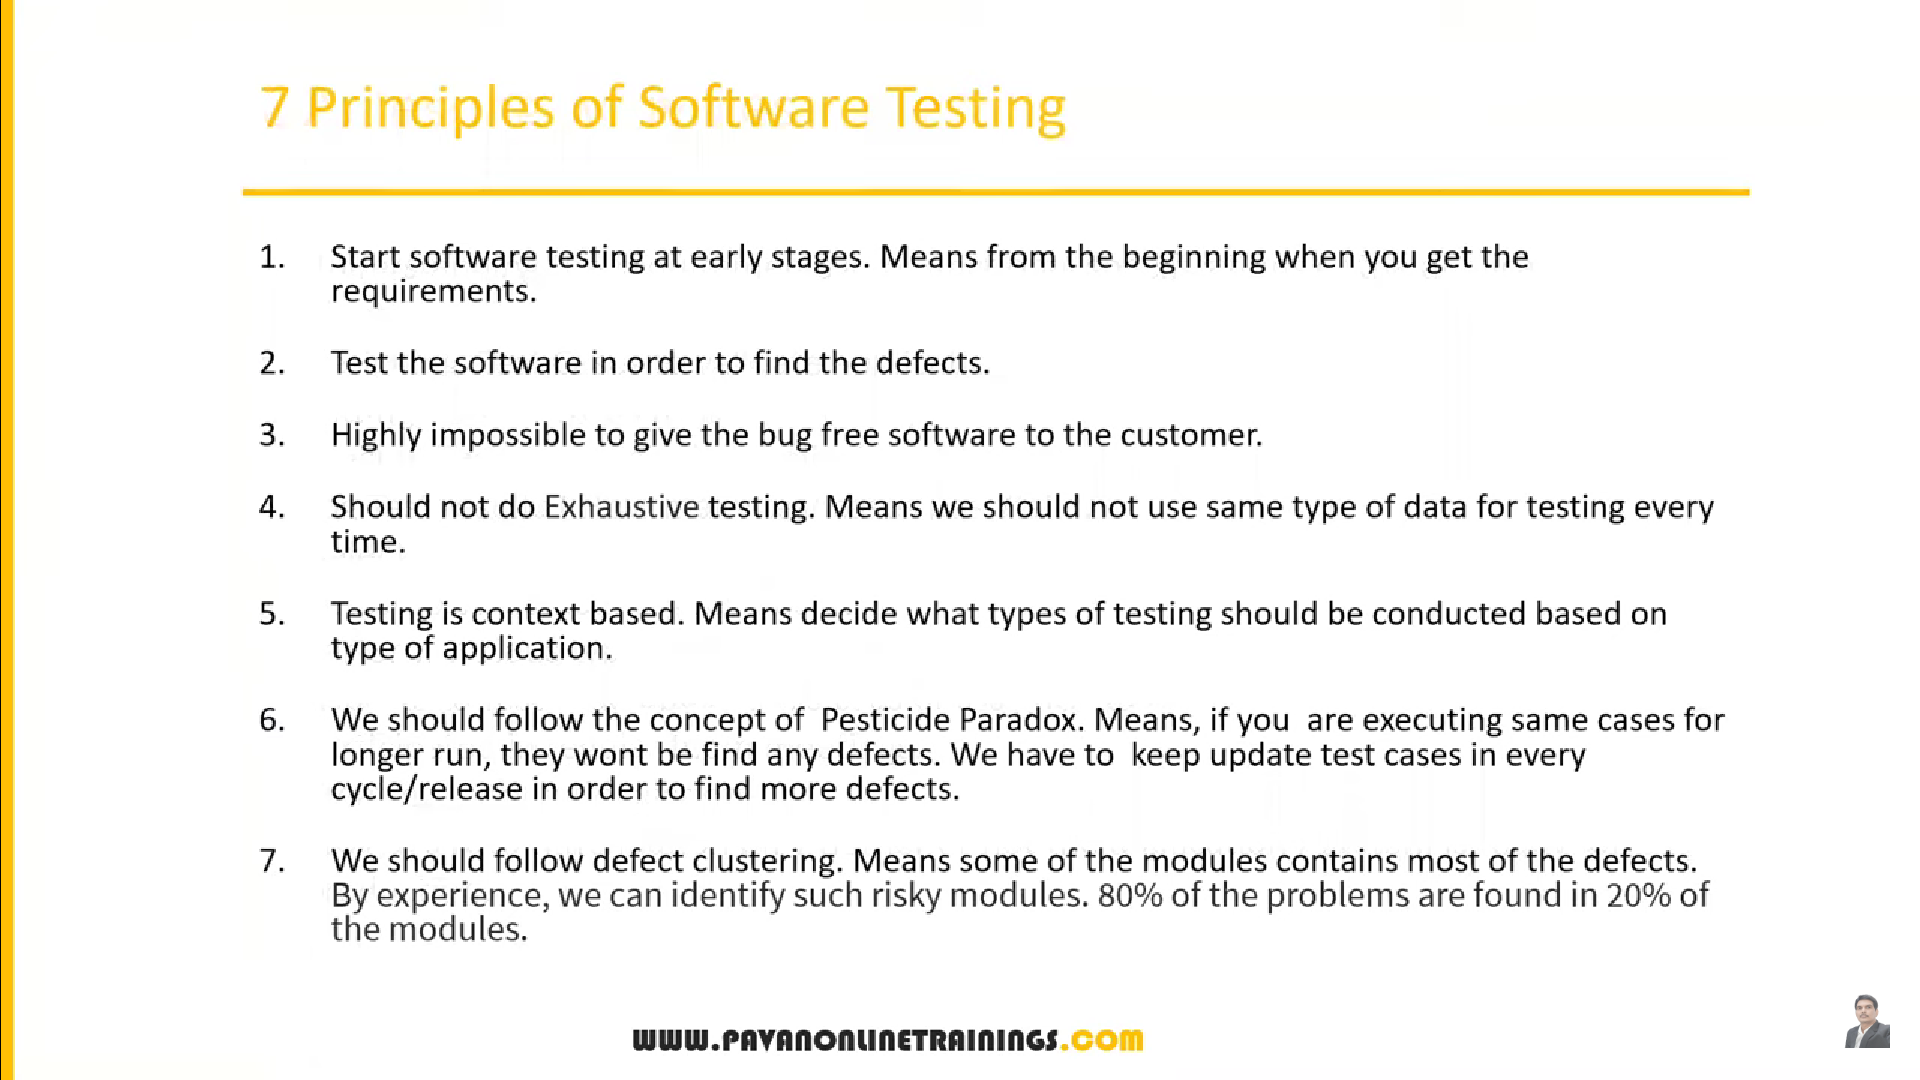 7 Principles of Software Testing
1. Start software testing at early stages. Means from the beginning when you get the
requirements.
2. Test the software in order to find the defects.
3. Highly impossible to give the bug free software to the customer.
4. Should not do Exhaustive testing. Means we should not use same type of data for testing every
time.
5. Testing is context based. Means decide what types of testing should be conducted based on
type of application.
6. We should follow the concept of  Pesticide Paradox. Means, if you  are executing same cases for
longer run, they wont be find any defects. We have to  keep update test cases in every
cycle/release in order to find more defects.
7. We should follow defect clustering. Means some of the modules contains most of the defects.
By experience, we can identify such risky modules. 80% of the problems are found in 20% of
the modules.
WWW.PAVANONLINETRAININGS.COM